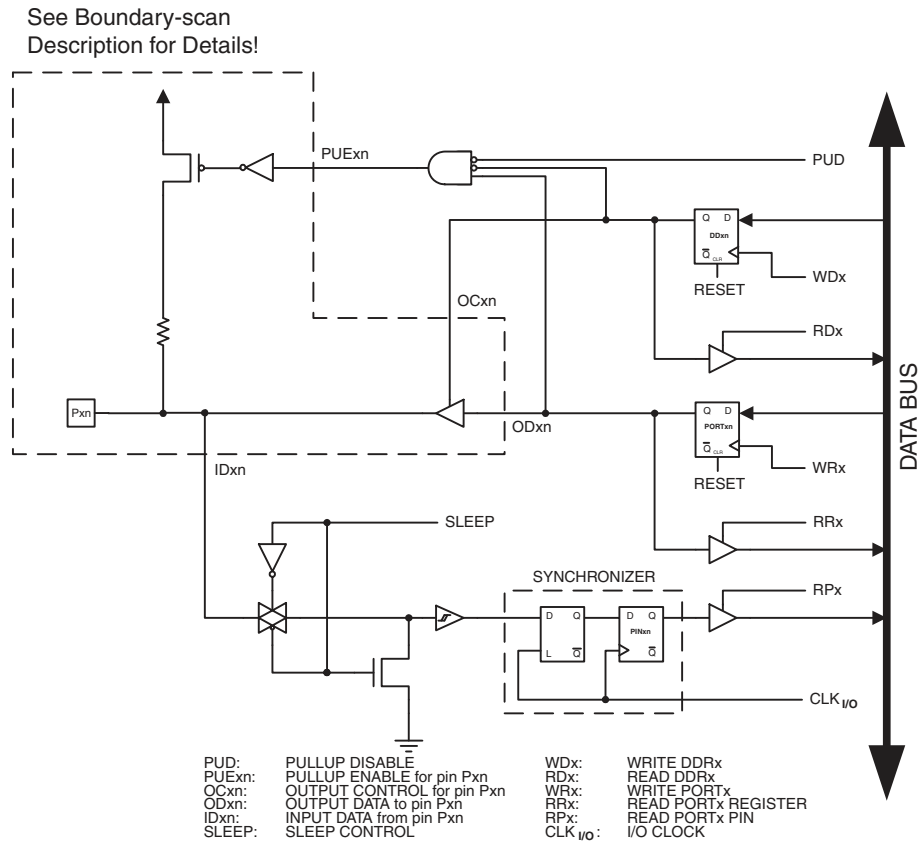 See Boundary-scan
Description for Details!
PUExn
PUD
Q D
DDxn
Q CLR
WDx
RESET
OCxn
RDx
Pxn
ODxn
Q D
PORTxn
Q CLR
WRx
RESET
IDxn
DATA BUS
SLEEP
RRx
SYNCHRONIZER
RPx
D Q
L Q
D Q
PINxn
Q
CLK I/O
PUD: PULLUP DISABLE
PUExn: PULLUP ENABLE for pin Pxn
OCxn: OUTPUT CONTROL for pin Pxn
ODxn: OUTPUT DATA to pin Pxn
IDxn: INPUT DATA from pin Pxn
SLEEP: SLEEP CONTROL
WDx: WRITE DDRx
RDx: READ DDRx
WRx: WRITE PORTx
RRx: READ PORTx REGISTER
RPx: READ PORTx PIN
CLK I/O: I/O CLOCK